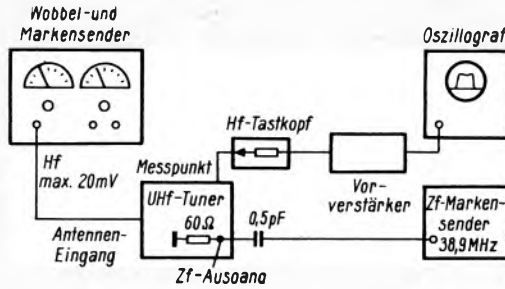 Wobbel-und
Markensender
Oszillograf
Hf-Tastkopf
Hf
max. 20mV
Messpunkt
Vor-
verstärker
UHf-Tuner
60Ω
0,5pF
Zf-Marken-
sender
38,9MHz
Antennen-
Eingang
Zf-Ausgang